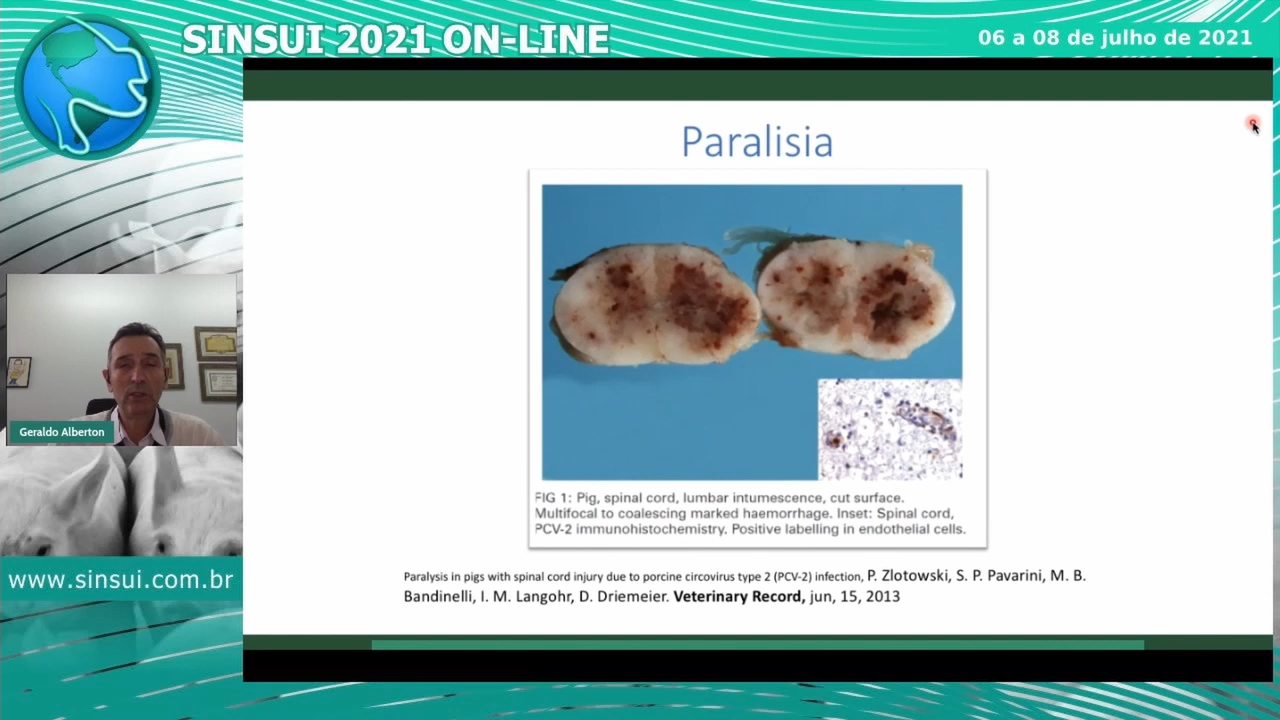 SINSUI 2021 ON-LINE
06 a 08 de julho de 2021
Paralisia
FIG 1: Pig, spinal cord, lumbar intumescence, cut surface.
Multifocal to coalescing marked haemorrhage. Inset: Spinal cord,
PCV-2 immunohistochemistry. Positive labelling in endothelial cells.
Paralysis in pigs with spinal cord injury due to porcine circovirus type 2 (PCV-2) infection, P. Zlotowski, S. P. Pavarini, M. B.
Bandinelli, I. M. Langohr, D. Driemeier. Veterinary Record, jun, 15, 2013
Geraldo Alberton
www.sinsui.com.br